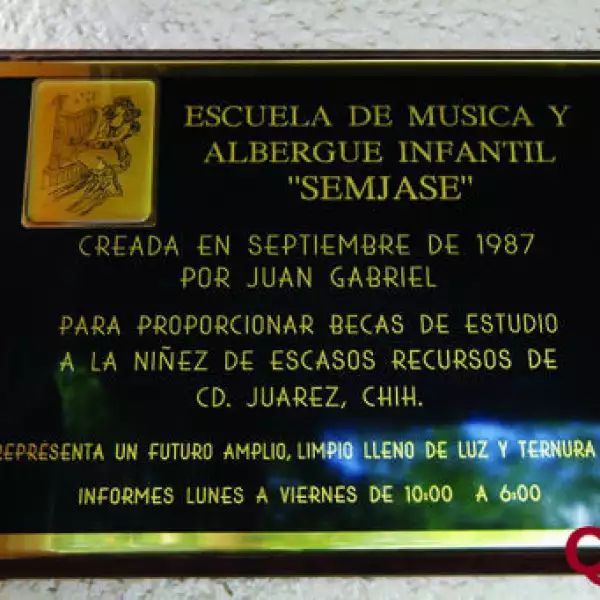 ESCUELA DE MUSICA Y
ALBERGUE INFANTIL
"SEMJASE"
CREADA EN SEPTIEMBRE DE 1987
POR JUAN GABRIEL
PARA PROPORCIONAR BECAS DE ESTUDIO
A LA NIÑEZ DE ESCASOS RECURSOS DE
CD. JUAREZ, CHIH.
REPRESENTA UN FUTURO AMPLIO, LIMPIO LLENO DE LUZ Y TERNURA
INFORMES LUNES A VIERNES DE 10:00 A 6:00
Q